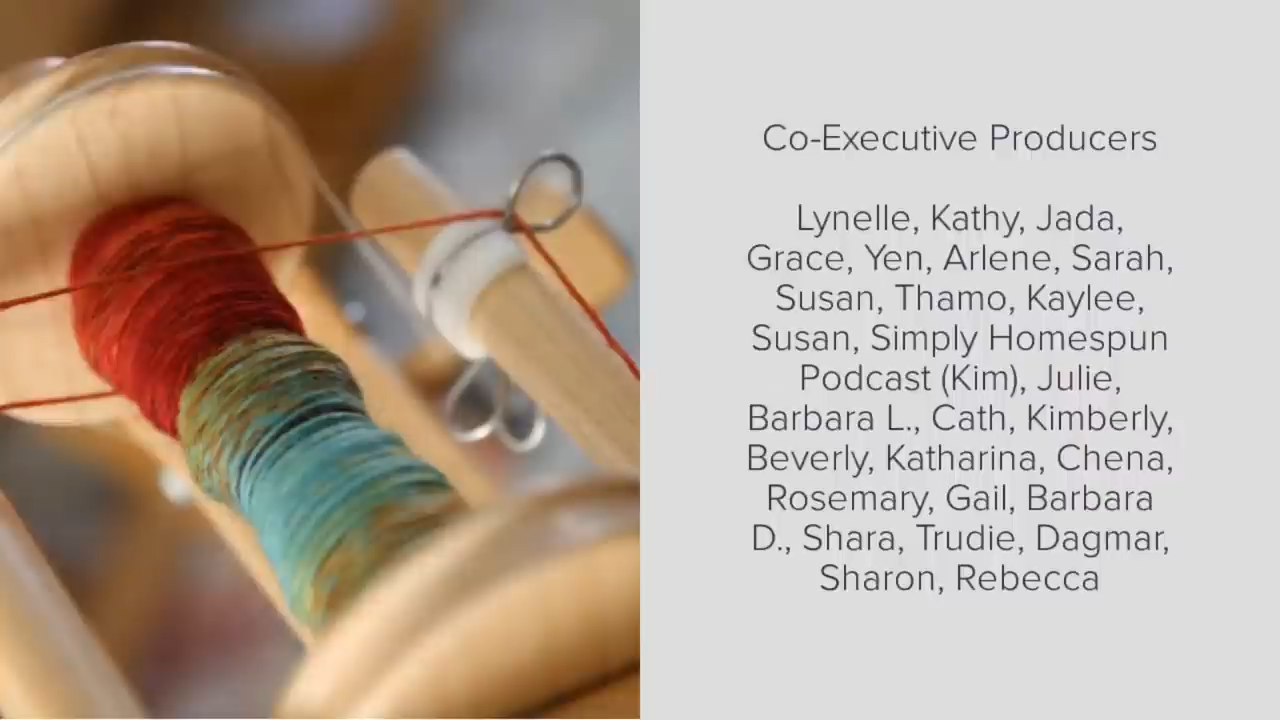 Co-Executive Producers
Lynelle, Kathy, Jada,
Grace, Yen, Arlene, Sarah,
Susan, Thamo, Kaylee,
Susan, Simply Homespun
Podcast (Kim), Julie,
Barbara L., Cath, Kimberly,
Beverly, Katharina, Chena,
Rosemary, Gail, Barbara
D., Shara, Trudie, Dagmar,
Sharon, Rebecca